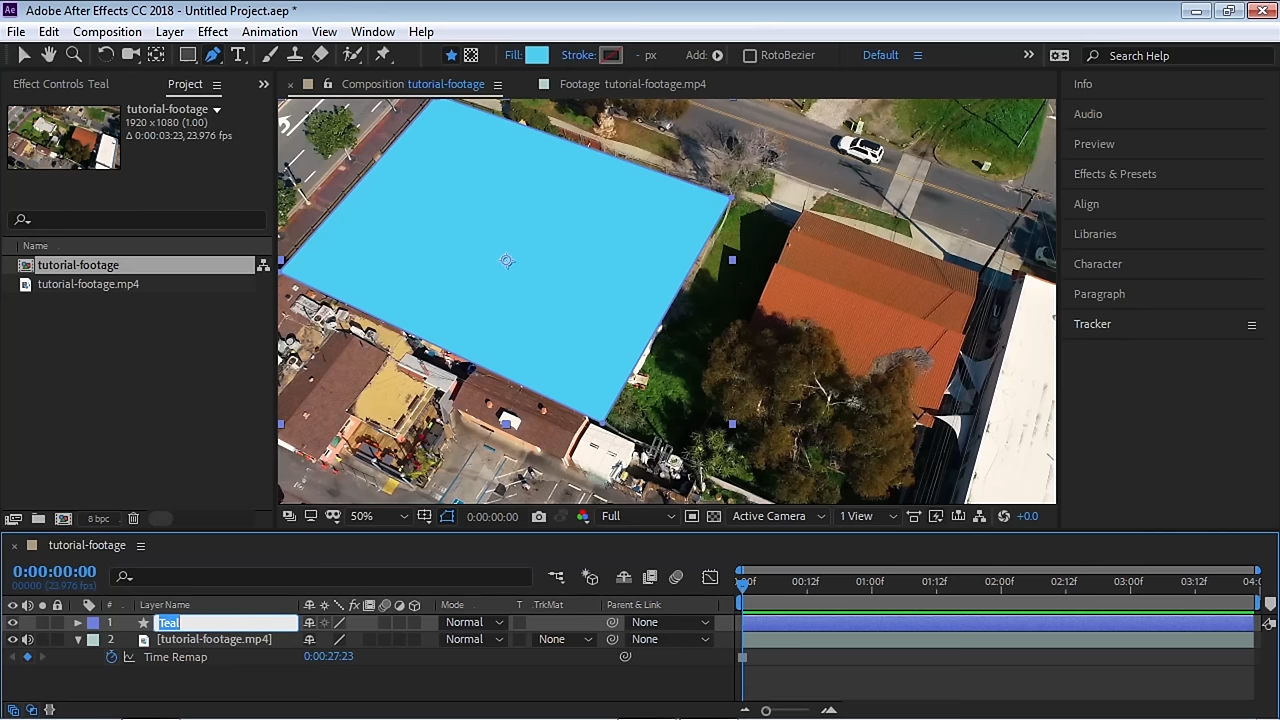 Ae Adobe After Effects CC 2018 - Untitled Project.aep *
File Edit Composition Layer Effect Animation View Window Help
Fill: Stroke: - px Add: RotoBezier Default Search Help
Effect Controls Teal Project
Composition tutorial-footage Footage tutorial-footage.mp4
tutorial-footage
1920 x1080 (1.00)
Δ 0:00:03:23, 23.976 fps
Name
tutorial-footage
tutorial-footage.mp4
Info
Audio
Preview
Effects & Presets
Align
Libraries
Character
Paragraph
Tracker
8 bpc 50% 0:00:00:00 Full Active Camera 1 View +0.0
tutorial-footage
0:00:00:00
00000 (23.976 fps)
00f 00:12f 01:00f 01:12f 02:00f 02:12f 03:00f 03:12f 04:0
# Layer Name fx Mode T TrkMat Parent & Link
1 Teal Normal None
2 [tutorial-footage.mp4] Normal None None
Time Remap 0:00:27:23